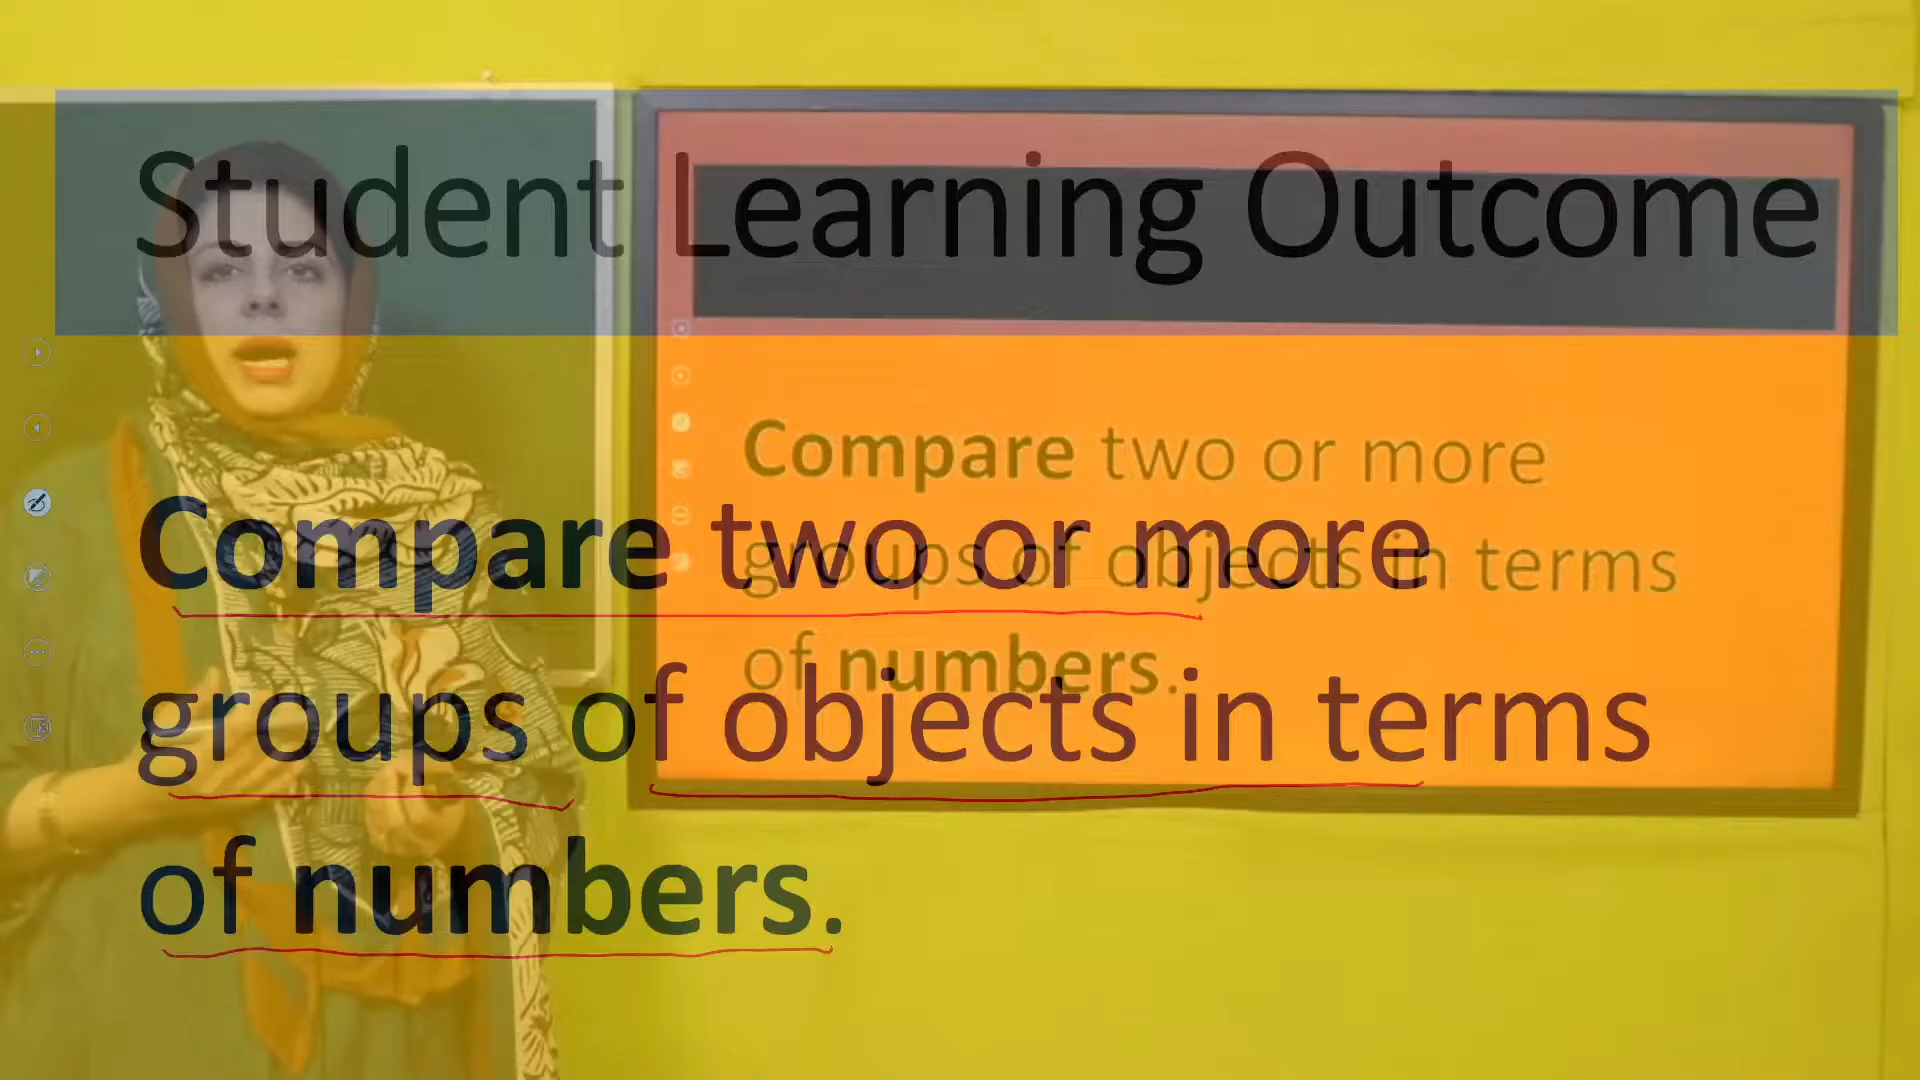 Student Learning Outcome
Compare two or more
groups of objects in terms
of numbers.
Compare two or more
groups of objects in terms
of numbers.